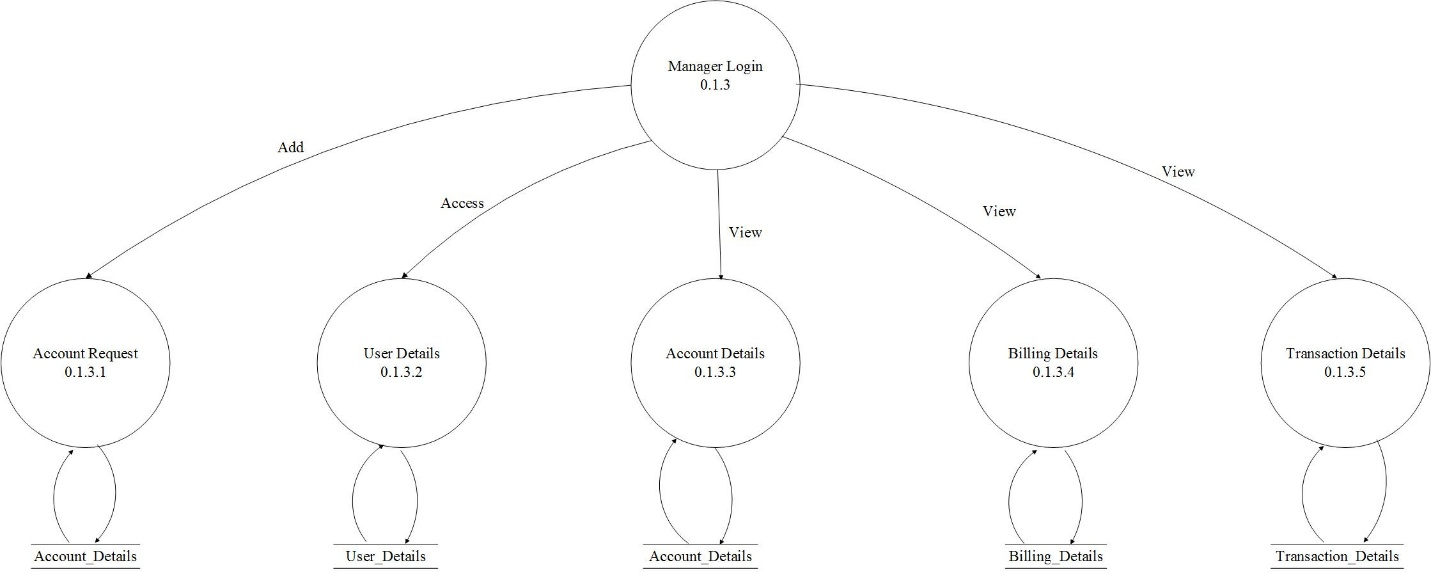 Manager Login
0.1.3
Add
Access
View
View
View
Account Request
0.1.3.1
User Details
0.1.3.2
Account Details
0.1.3.3
Billing Details
0.1.3.4
Transaction Details
0.1.3.5
Account_Details
User_Details
Account_Details
Billing_Details
Transaction_Details